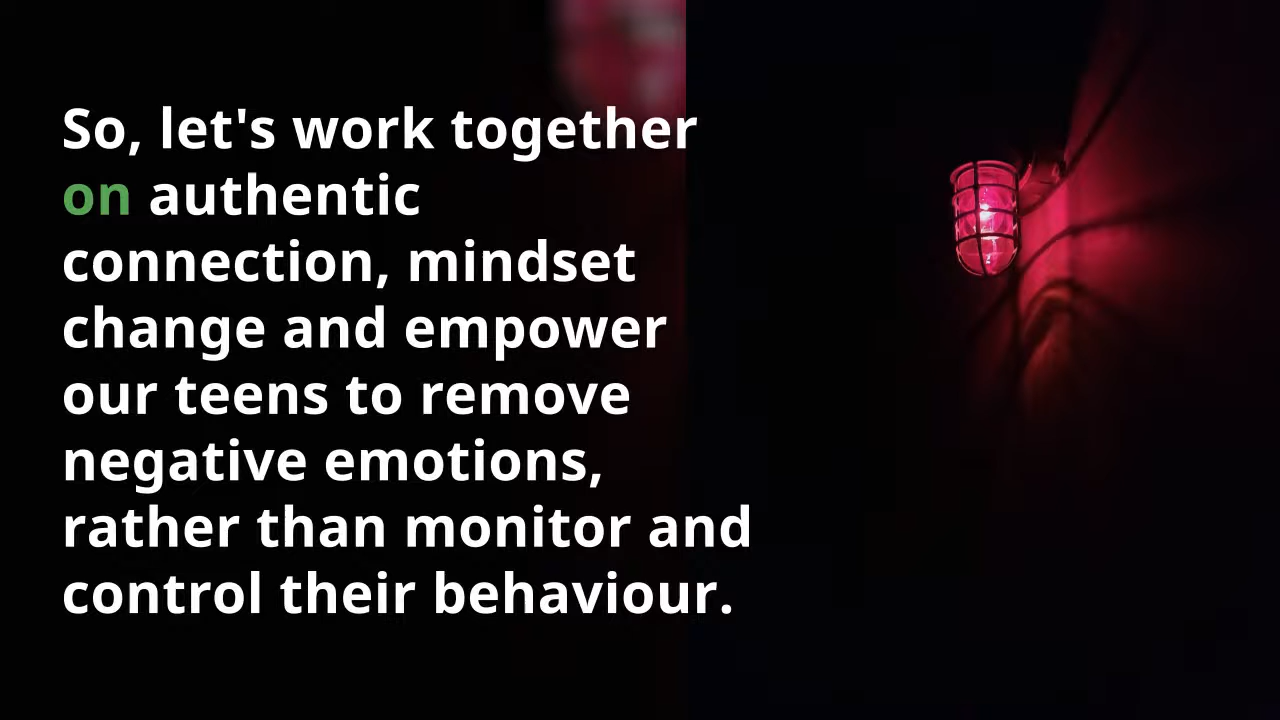 So, let's work together
on authentic
connection, mindset
change and empower
our teens to remove
negative emotions,
rather than monitor and
control their behaviour.